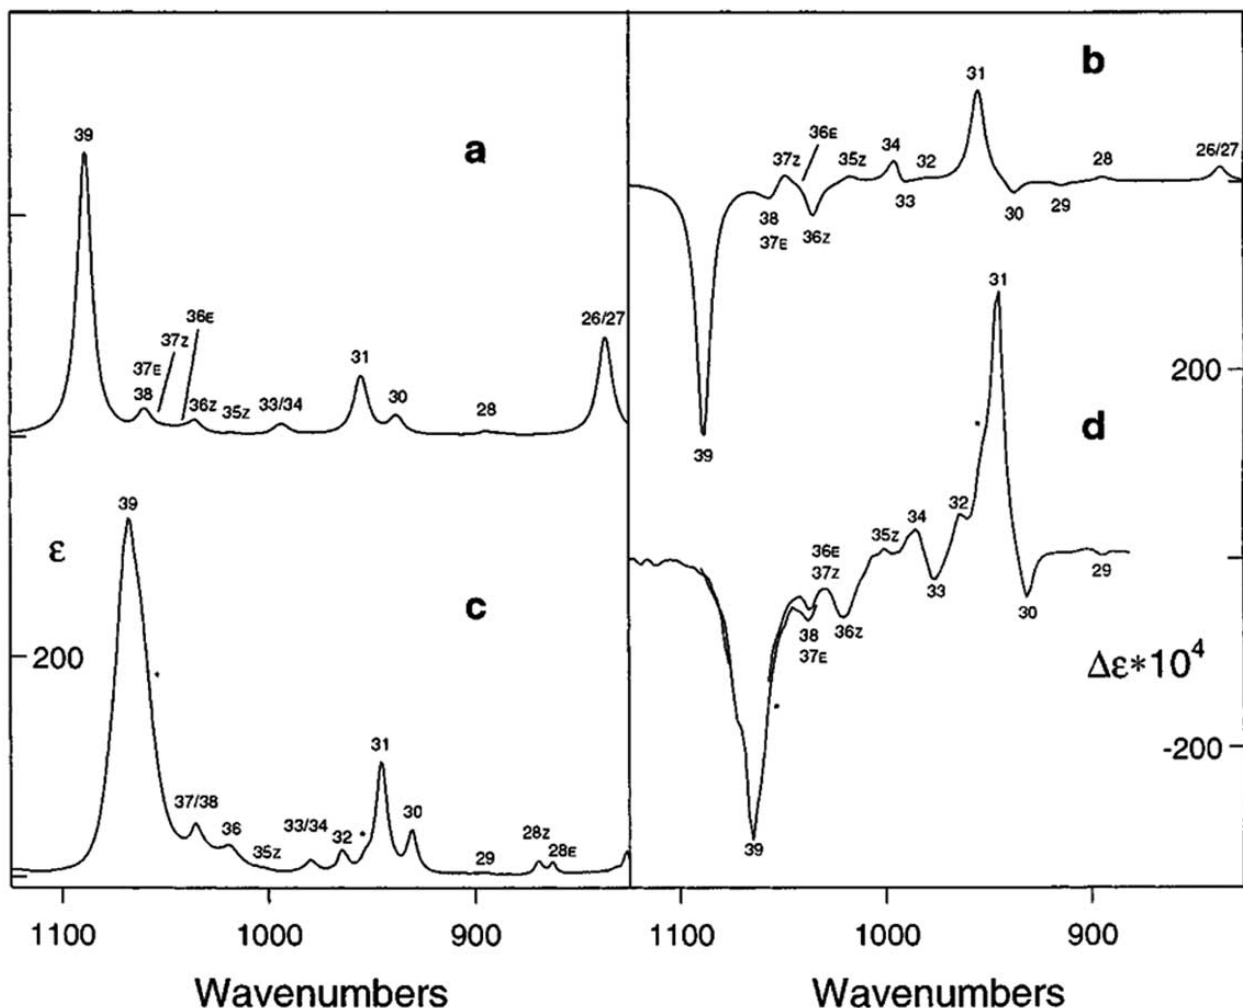 a
39
36E
37Z
37E
38
36Z
35Z
33/34
31
30
28
26/27
b
31
36E
37Z
35Z
34
32
28
26/27
38
37E
36Z
33
30
29
39
ε
200
c
39
37/38
36
35Z
33/34
32
31
30
29
28Z
28E
200
d
31
32
34
35Z
36E
37Z
38
37E
36Z
33
30
29
39
Δε*10⁴
-200
1100 1000 900
1100 1000 900
Wavenumbers
Wavenumbers